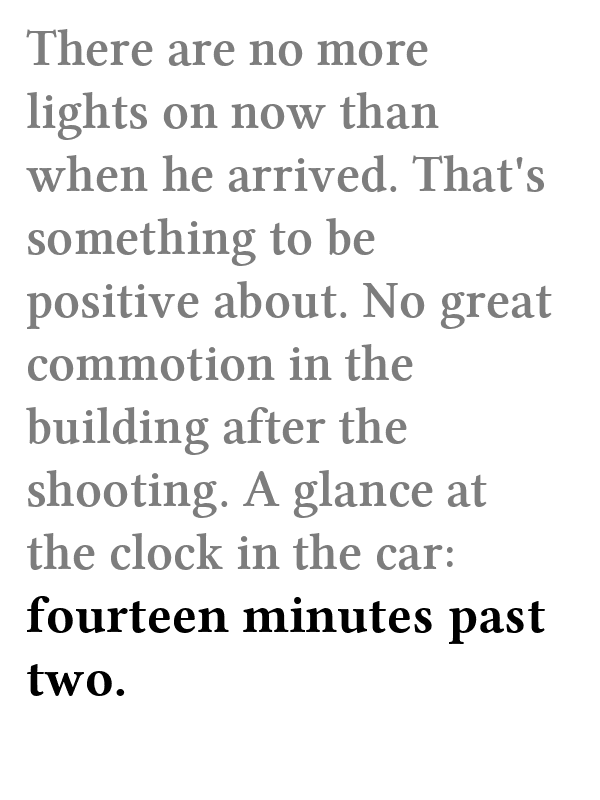 There are no more
lights on now than
when he arrived. That's
something to be
positive about. No great
commotion in the
building after the
shooting. A glance at
the clock in the car:
fourteen minutes past
two.